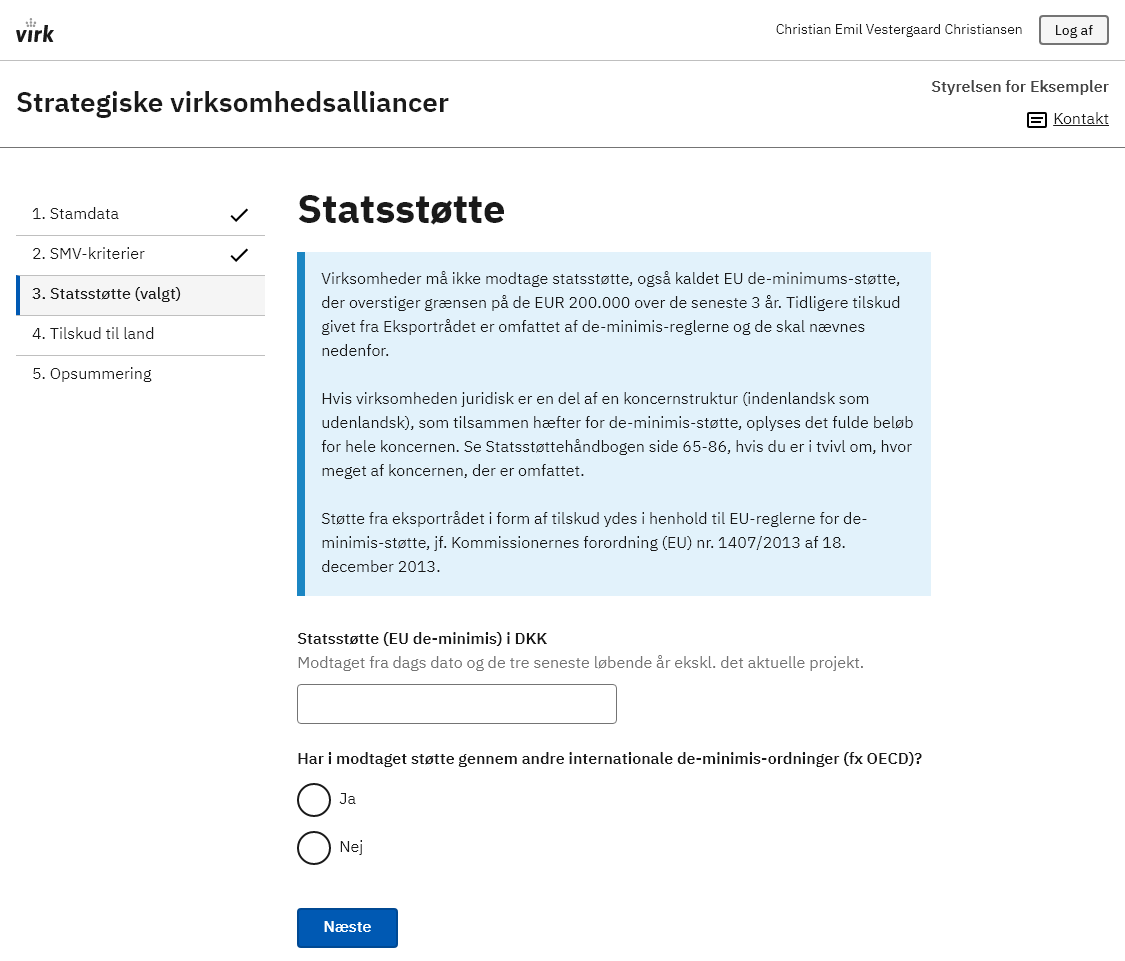 virk
Christian Emil Vestergaard Christiansen
Log af
Strategiske virksomhedsalliancer
Styrelsen for Eksempler
Kontakt
1. Stamdata
2. SMV-kriterier
3. Statsstøtte (valgt)
4. Tilskud til land
5. Opsummering
Statsstøtte
Virksomheder må ikke modtage statsstøtte, også kaldet EU de-minimums-støtte,
der overstiger grænsen på de EUR 200.000 over de seneste 3 år. Tidligere tilskud
givet fra Eksportrådet er omfattet af de-minimis-reglerne og de skal nævnes
nedenfor.
Hvis virksomheden juridisk er en del af en koncernstruktur (indenlandsk som
udenlandsk), som tilsammen hæfter for de-minimis-støtte, oplyses det fulde beløb
for hele koncernen. Se Statsstøttehåndbogen side 65-86, hvis du er i tvivl om, hvor
meget af koncernen, der er omfattet.
Støtte fra eksportrådet i form af tilskud ydes i henhold til EU-reglerne for de-
minimis-støtte, jf. Kommissionernes forordning (EU) nr. 1407/2013 af 18.
december 2013.
Statsstøtte (EU de-minimis) i DKK
Modtaget fra dags dato og de tre seneste løbende år ekskl. det aktuelle projekt.
Har i modtaget støtte gennem andre internationale de-minimis-ordninger (fx OECD)?
Ja
Nej
Næste